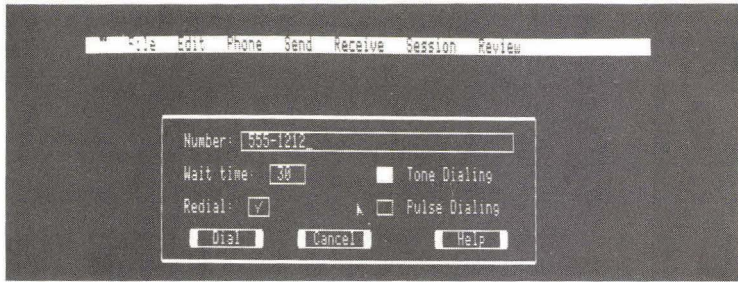 File Edit Phone Send Receive Session Review
Number: 555-1212_
Wait time: 30 Tone Dialing
Redial: √ Pulse Dialing
Dial Cancel Help